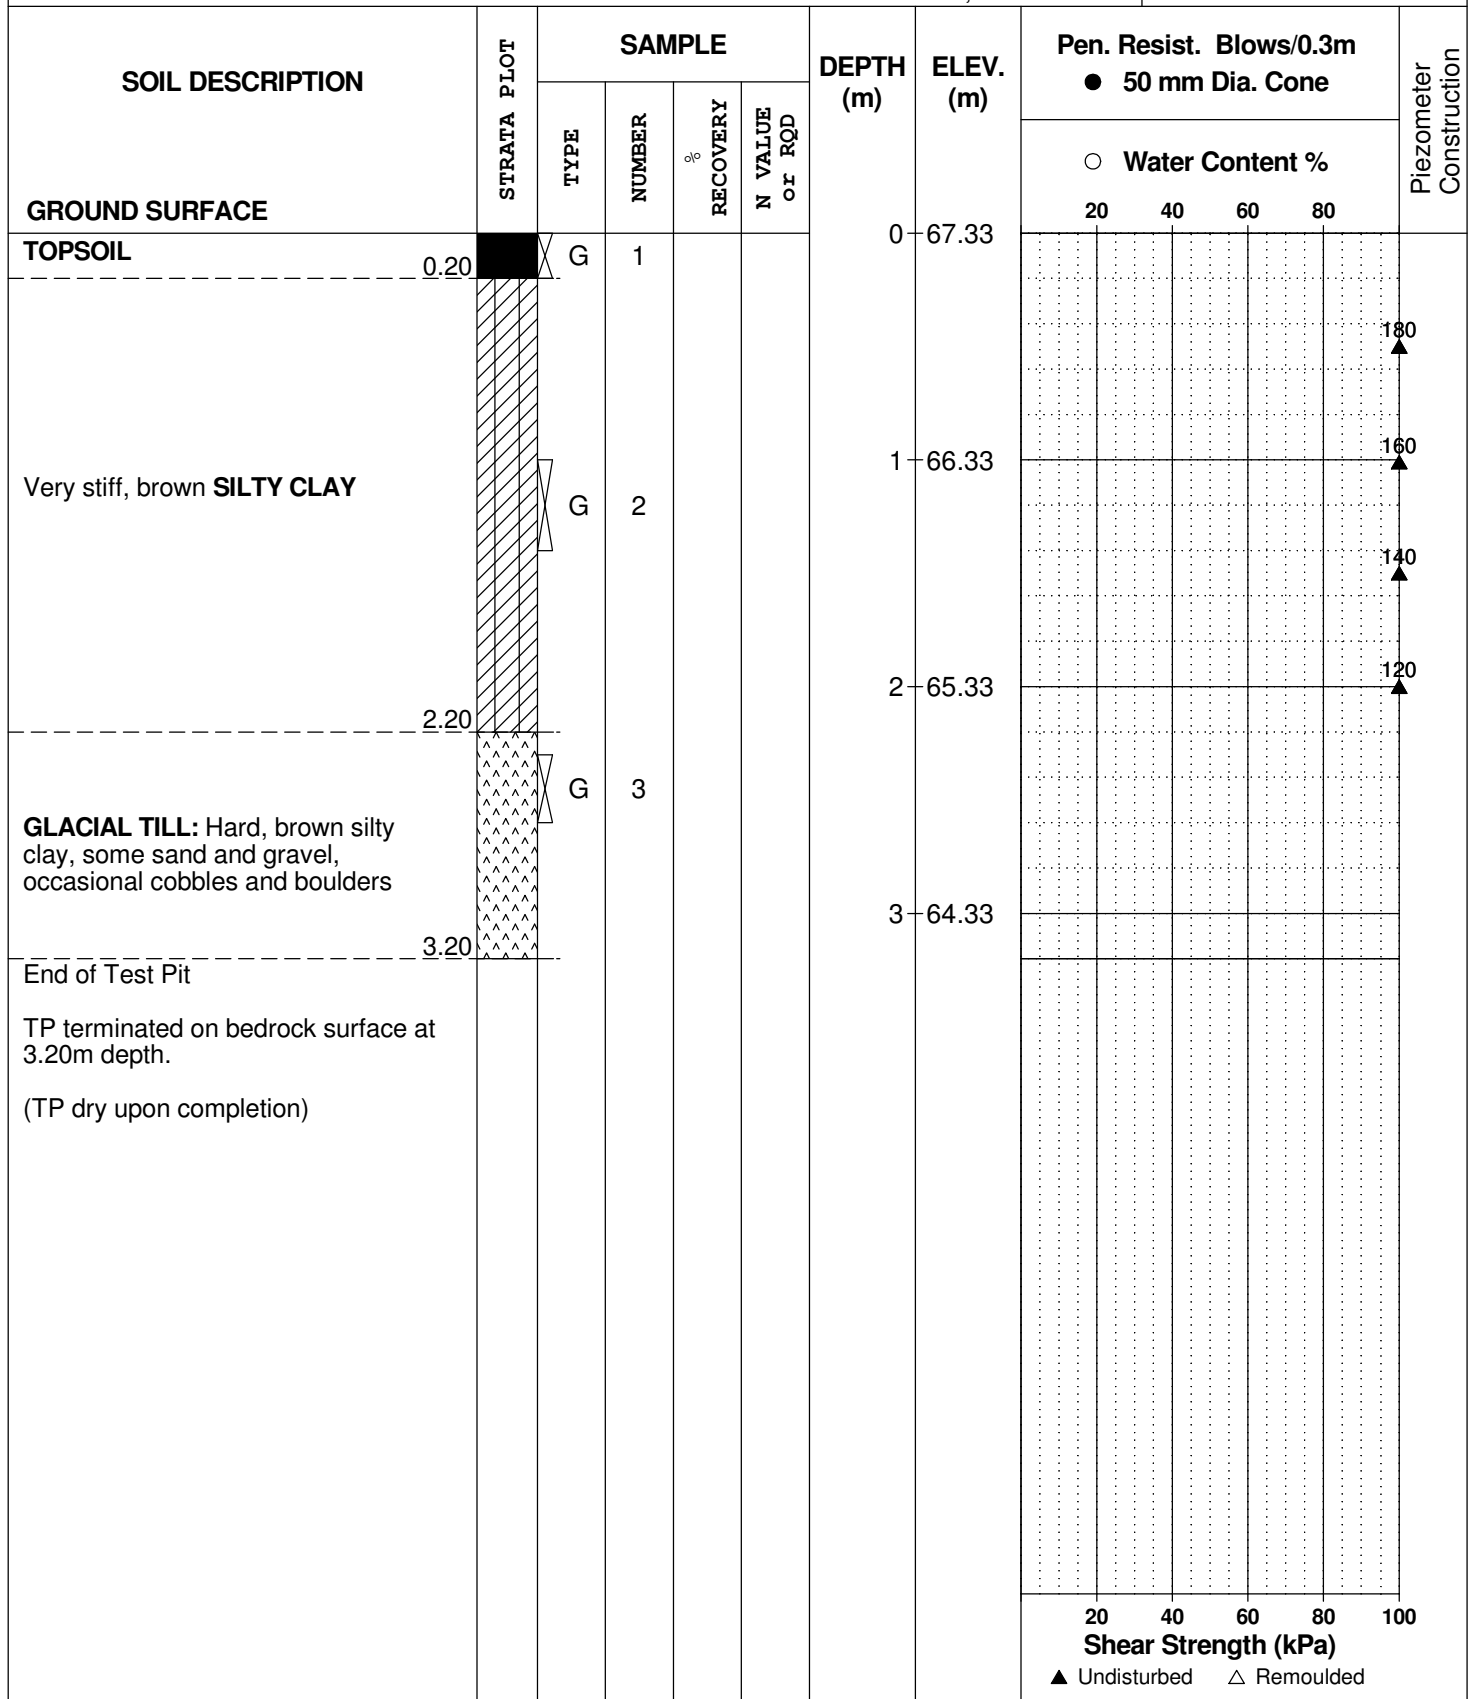 SOIL DESCRIPTION
GROUND SURFACE
STRATA PLOT
SAMPLE
TYPE
NUMBER
%
RECOVERY
N VALUE
or RQD
DEPTH
(m)
ELEV.
(m)
Pen. Resist. Blows/0.3m
● 50 mm Dia. Cone
○ Water Content %
20 40 60 80
Piezometer
Construction
TOPSOIL
0.20
G 1
0 67.33
180
Very stiff, brown SILTY CLAY
G 2
1 66.33
160
140
2 65.33
120
2.20
G 3
GLACIAL TILL: Hard, brown silty
clay, some sand and gravel,
occasional cobbles and boulders
3 64.33
3.20
End of Test Pit
TP terminated on bedrock surface at
3.20m depth.
(TP dry upon completion)
20 40 60 80 100
Shear Strength (kPa)
▲ Undisturbed △ Remoulded